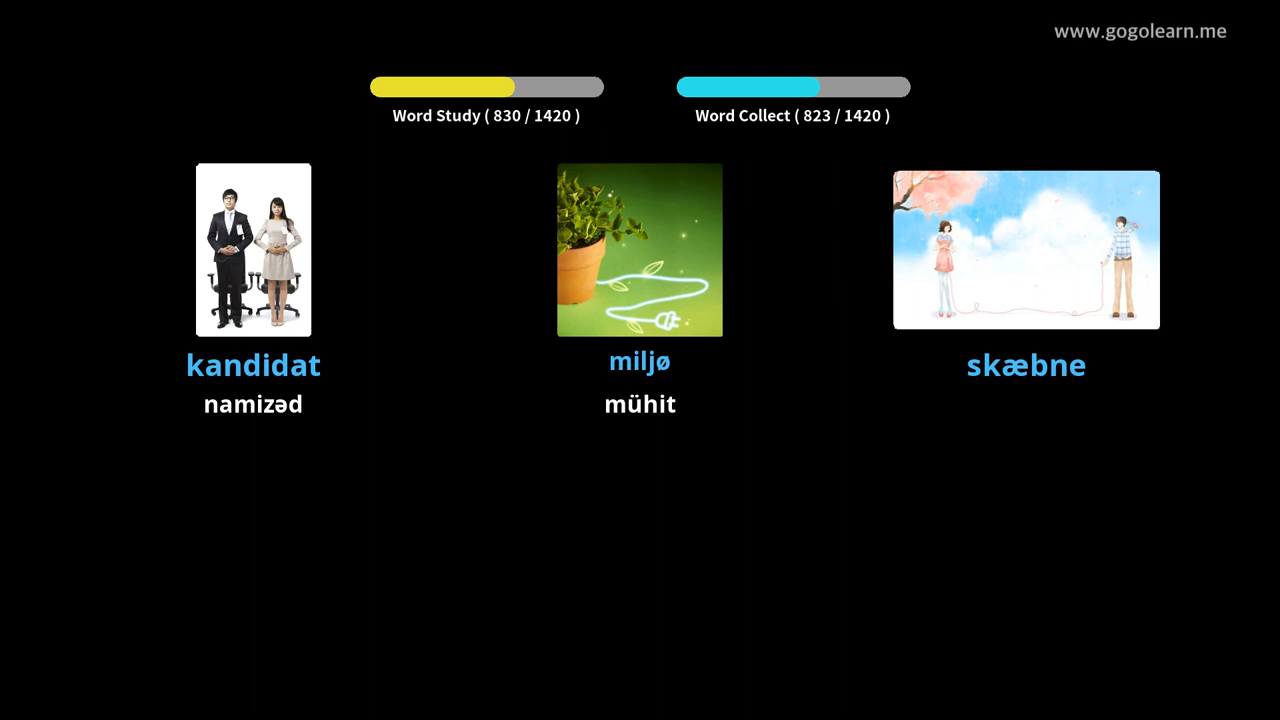 www.gogolearn.me
Word Study ( 830 / 1420 )
Word Collect ( 823 / 1420 )
kandidat
miljø
skæbne
namizəd
mühit